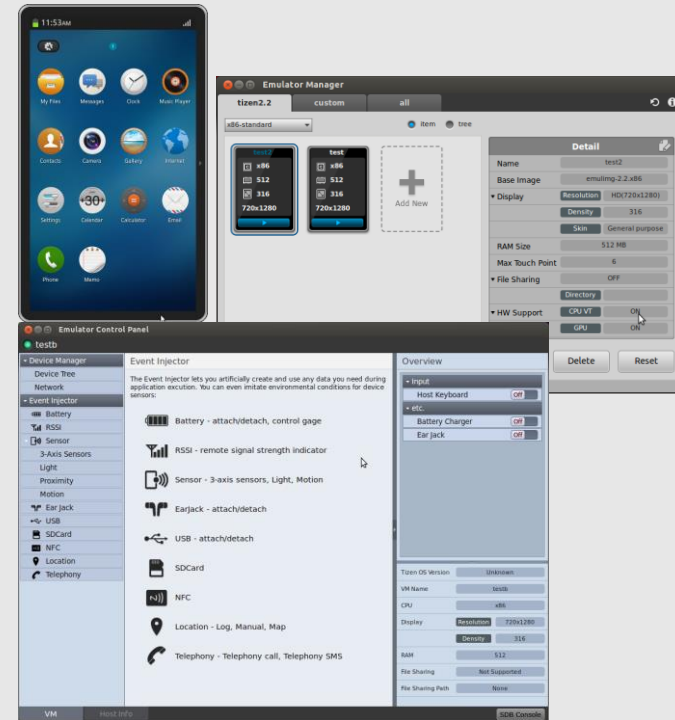 11:53AM
My Files
Messages
Clock
Music Player
Contacts
Camera
Gallery
Internet
Settings
30
Calendar
Calculator
Email
Phone
Memo
Emulator Manager
tizen2.2 custom all
x86-standard
item tree
test2
x86
512
316
720x1280
test
x86
512
316
720x1280
Add New
Detail
Name test2
Base Image emulimg-2.2.x86
Display Resolution HD(720x1280)
Density 316
Skin General purpose
RAM Size 512 MB
Max Touch Point 6
File Sharing OFF
Directory
HW Support CPU VT ON
GPU ON
Delete Reset
Emulator Control Panel
testb
Device Manager
Device Tree
Network
Event Injector
Battery
RSSI
Sensor
3-Axis Sensors
Light
Proximity
Motion
Ear Jack
USB
SDCard
NFC
Location
Telephony
Event Injector
The Event Injector lets you artificially create and use any data you need during
application excution. You can even imitate environmental conditions for device
sensors:
Battery - attach/detach, control gage
RSSI - remote signal strength indicator
Sensor - 3-axis sensors, Light, Motion
Earjack - attach/detach
USB - attach/detach
SDCard
NFC
Location - Log, Manual, Map
Telephony - Telephony call, Telephony SMS
Overview
Input
Host Keyboard Off
etc.
Battery Charger Off
Ear Jack Off
Tizen OS Version Unknown
VM Name testb
CPU x86
Display Resolution 720x1280
Density 316
RAM 512
File Sharing Not Supported
File Sharing Path None
VM Host Info SDB Console